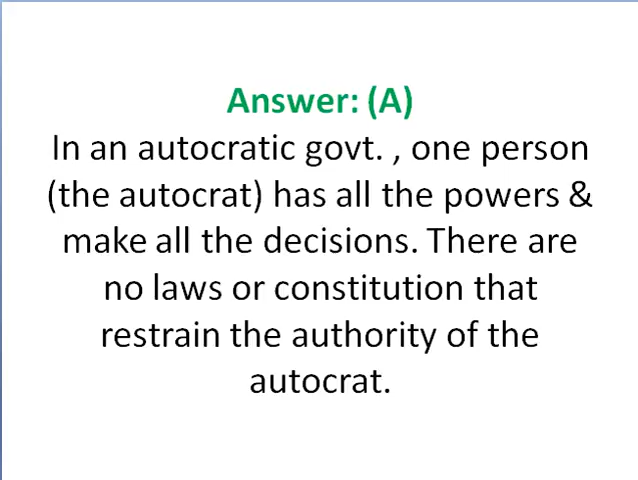 Answer: (A)
In an autocratic govt. , one person
(the autocrat) has all the powers &
make all the decisions. There are
no laws or constitution that
restrain the authority of the
autocrat.